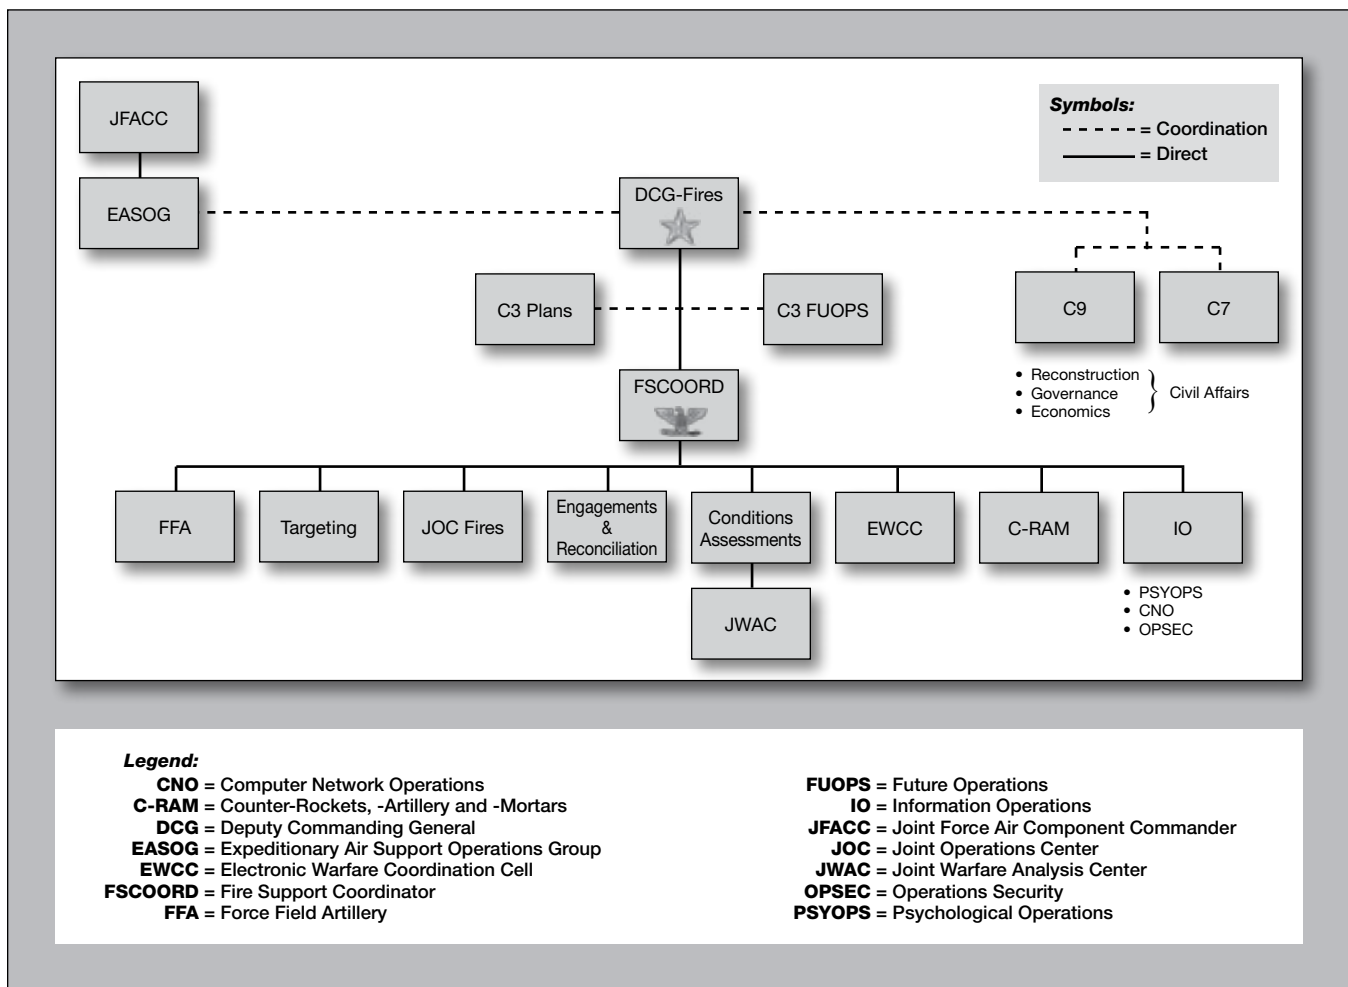 JFACC
Symbols:
= Coordination
= Direct
EASOG
DCG-Fires
C3 Plans
C3 FUOPS
C9
C7
FSCOORD
• Reconstruction
• Governance
• Economics
Civil Affairs
FFA
Targeting
JOC Fires
Engagements
&
Reconciliation
Conditions
Assessments
EWCC
C-RAM
IO
• PSYOPS
• CNO
• OPSEC
JWAC
Legend:
CNO = Computer Network Operations
C-RAM = Counter-Rockets, -Artillery and -Mortars
DCG = Deputy Commanding General
EASOG = Expeditionary Air Support Operations Group
EWCC = Electronic Warfare Coordination Cell
FSCOORD = Fire Support Coordinator
FFA = Force Field Artillery
FUOPS = Future Operations
IO = Information Operations
JFACC = Joint Force Air Component Commander
JOC = Joint Operations Center
JWAC = Joint Warfare Analysis Center
OPSEC = Operations Security
PSYOPS = Psychological Operations